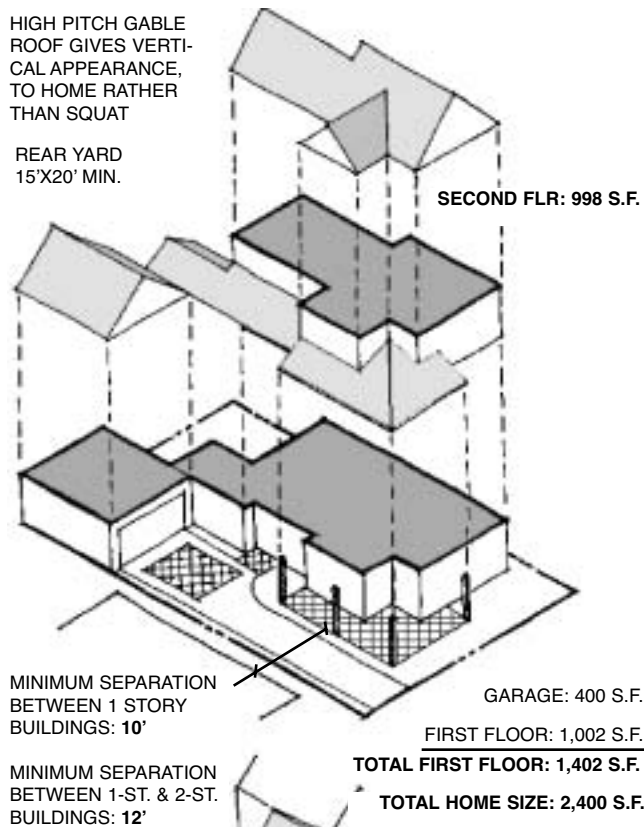 HIGH PITCH GABLE
ROOF GIVES VERTI-
CAL APPEARANCE,
TO HOME RATHER
THAN SQUAT
REAR YARD
15’X20’ MIN.
SECOND FLR: 998 S.F.
MINIMUM SEPARATION
BETWEEN 1 STORY
BUILDINGS: 10’
GARAGE: 400 S.F.
FIRST FLOOR: 1,002 S.F.
TOTAL FIRST FLOOR: 1,402 S.F.
MINIMUM SEPARATION
BETWEEN 1-ST. & 2-ST.
BUILDINGS: 12’
TOTAL HOME SIZE: 2,400 S.F.